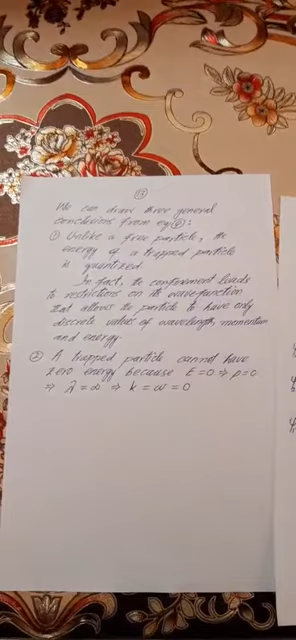 (13)
We can draw three general
conclusions from eq(8):
① Unlike a free particle, the
energy of a trapped particle
is quantized.
In fact, the confinement leads
to restrictions on its wavefunction
that allows the particle to have only
discrete values of wavelength, momentum
and energy.
② A trapped particle cannot have
zero energy because E=0 ⇒ p=0
⇒ λ=∞ ⇒ k = ω = 0